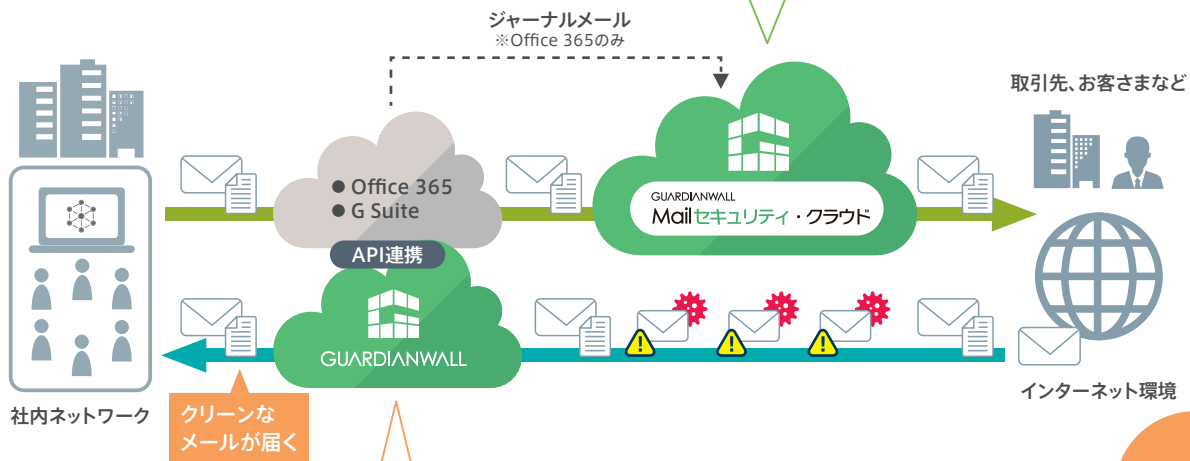 ジャーナルメール
※Office 365のみ
取引先、お客さまなど
● Office 365
● G Suite
GUARDIANWALL
Mailセキュリティ・クラウド
API連携
GUARDIANWALL
社内ネットワーク
クリーンな
メールが届く
インターネット環境